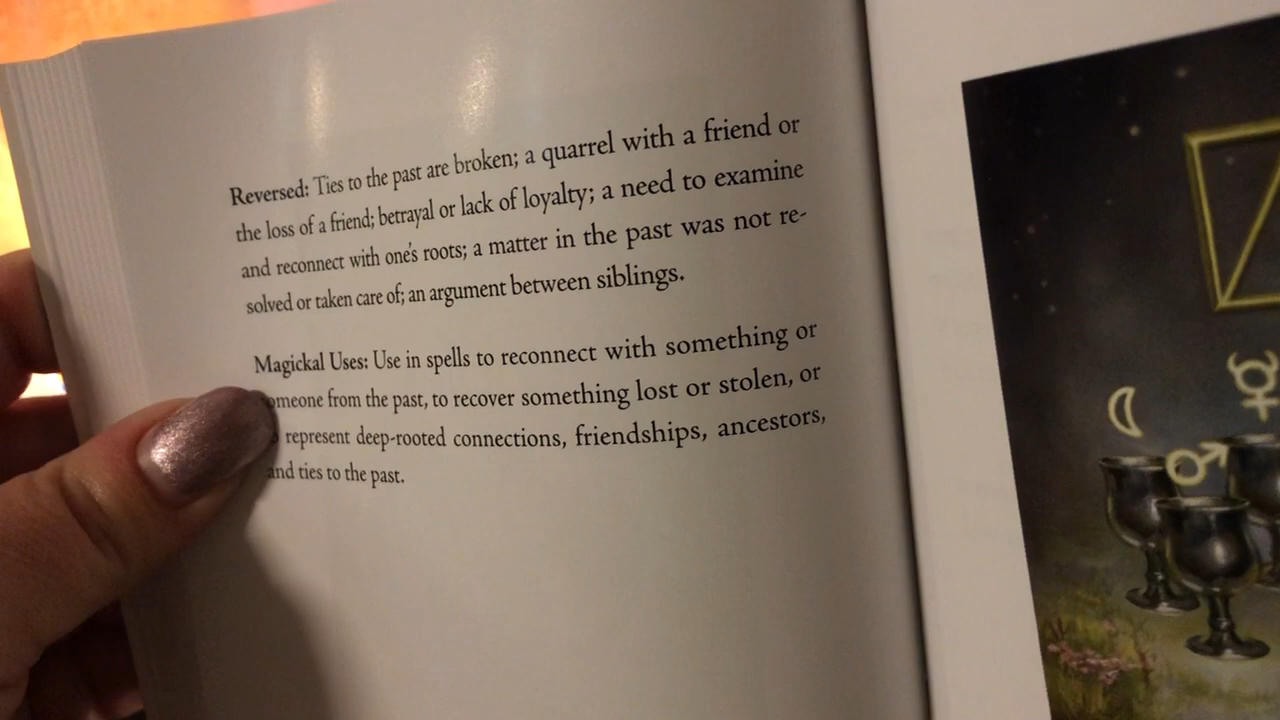 Reversed: Ties to the past are broken; a quarrel with a friend or
the loss of a friend; betrayal or lack of loyalty; a need to examine
and reconnect with one's roots; a matter in the past was not re-
solved or taken care of; an argument between siblings.
Magickal Uses: Use in spells to reconnect with something or
omeone from the past, to recover something lost or stolen, or
represent deep-rooted connections, friendships, ancestors,
and ties to the past.